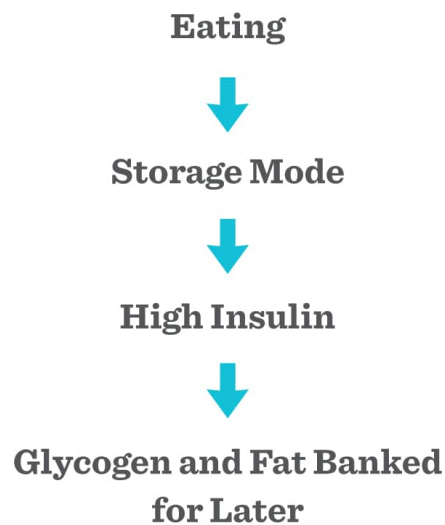 Eating
Storage Mode
High Insulin
Glycogen and Fat Banked
for Later